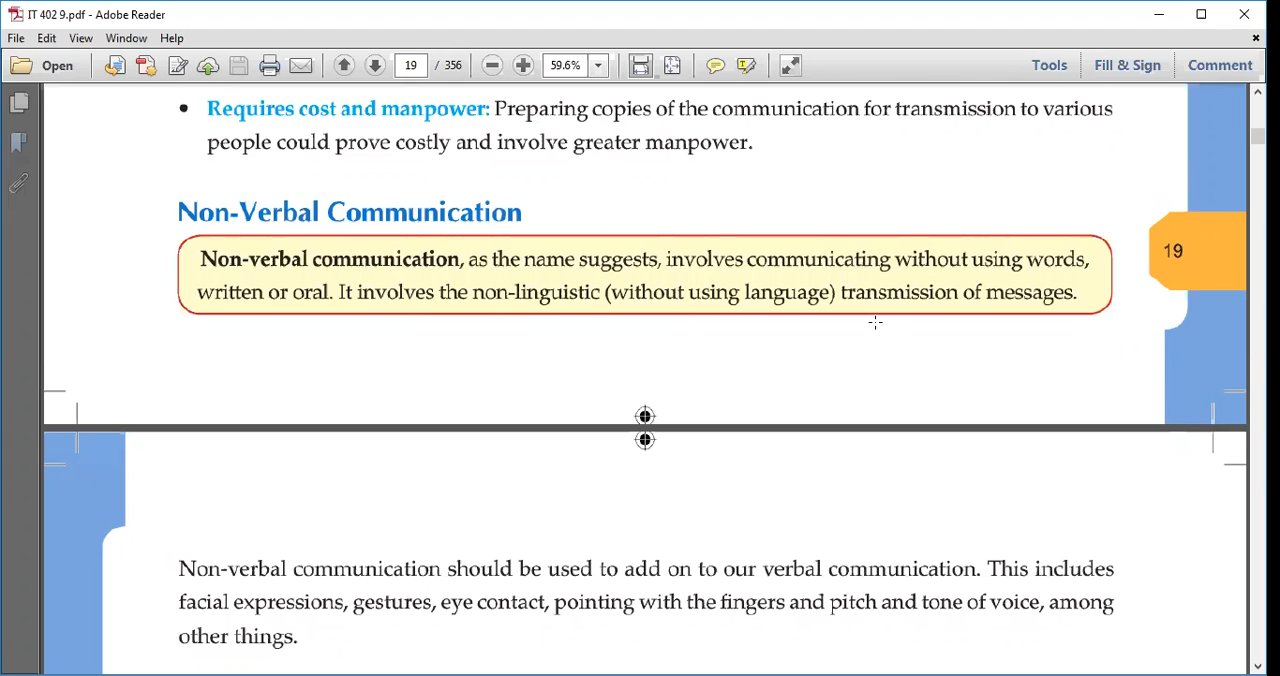 IT 402 9.pdf - Adobe Reader
File Edit View Window Help
Open 19 / 356 59.6% Tools Fill & Sign Comment
• Requires cost and manpower: Preparing copies of the communication for transmission to various
people could prove costly and involve greater manpower.
Non-Verbal Communication
19
Non-verbal communication, as the name suggests, involves communicating without using words,
written or oral. It involves the non-linguistic (without using language) transmission of messages.
Non-verbal communication should be used to add on to our verbal communication. This includes
facial expressions, gestures, eye contact, pointing with the fingers and pitch and tone of voice, among
other things.